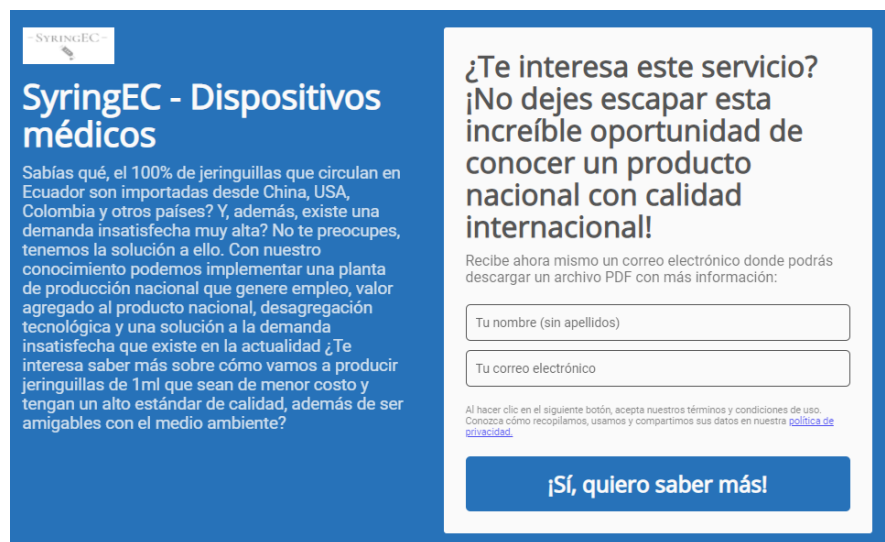 - SYRINGEC -
SyringEC - Dispositivos
médicos
Sabías qué, el 100% de jeringuillas que circulan en
Ecuador son importadas desde China, USA,
Colombia y otros países? Y, además, existe una
demanda insatisfecha muy alta? No te preocupes,
tenemos la solución a ello. Con nuestro
conocimiento podemos implementar una planta
de producción nacional que genere empleo, valor
agregado al producto nacional, desagregación
tecnológica y una solución a la demanda
insatisfecha que existe en la actualidad ¿Te
interesa saber más sobre cómo vamos a producir
jeringuillas de 1ml que sean de menor costo y
tengan un alto estándar de calidad, además de ser
amigables con el medio ambiente?
¿Te interesa este servicio?
¡No dejes escapar esta
increíble oportunidad de
conocer un producto
nacional con calidad
internacional!
Recibe ahora mismo un correo electrónico donde podrás
descargar un archivo PDF con más información:
Tu nombre (sin apellidos)
Tu correo electrónico
Al hacer clic en el siguiente botón, acepta nuestros términos y condiciones de uso.
Conozca cómo recopilamos, usamos y compartimos sus datos en nuestra política de
privacidad.
¡Sí, quiero saber más!